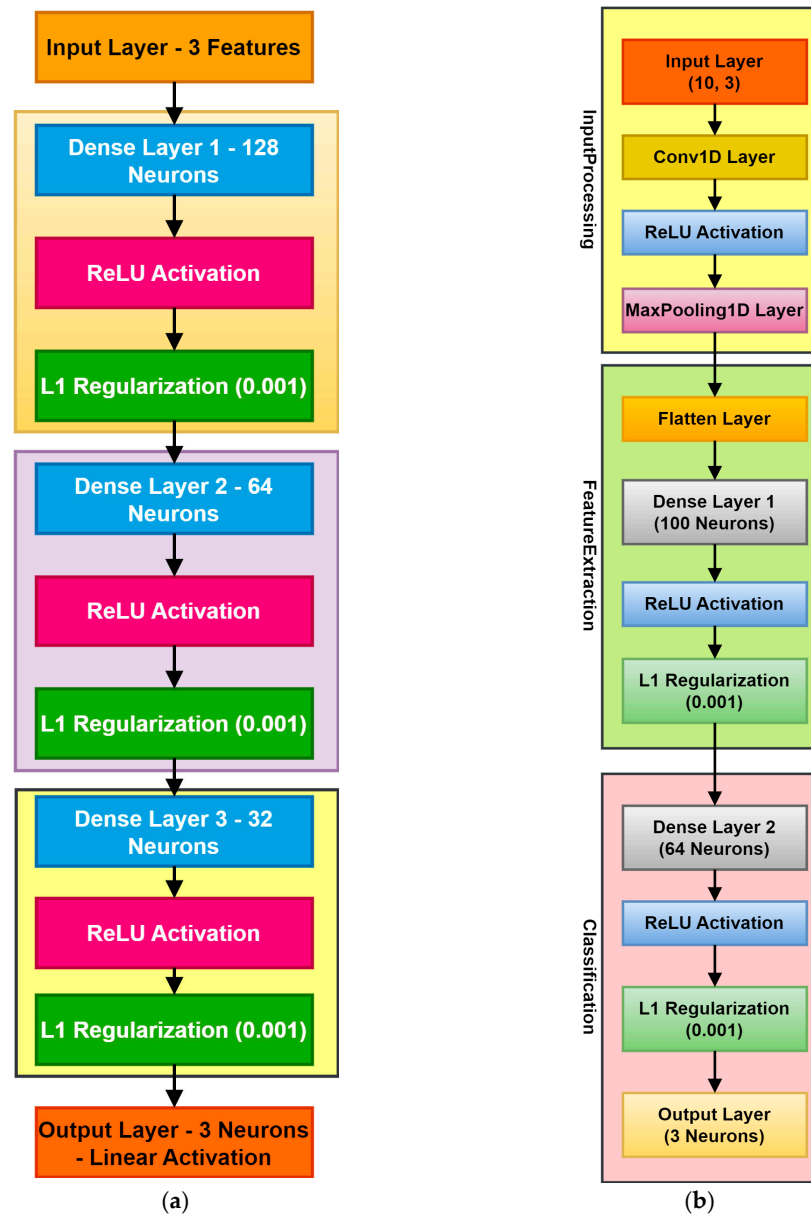 Input Layer - 3 Features
Dense Layer 1 - 128
Neurons
ReLU Activation
L1 Regularization (0.001)
Dense Layer 2 - 64
Neurons
ReLU Activation
L1 Regularization (0.001)
Dense Layer 3 - 32
Neurons
ReLU Activation
L1 Regularization (0.001)
Output Layer - 3 Neurons
- Linear Activation
(a)
InputProcessing
Input Layer
(10, 3)
Conv1D Layer
ReLU Activation
MaxPooling1D Layer
FeatureExtraction
Flatten Layer
Dense Layer 1
(100 Neurons)
ReLU Activation
L1 Regularization
(0.001)
Classification
Dense Layer 2
(64 Neurons)
ReLU Activation
L1 Regularization
(0.001)
Output Layer
(3 Neurons)
(b)